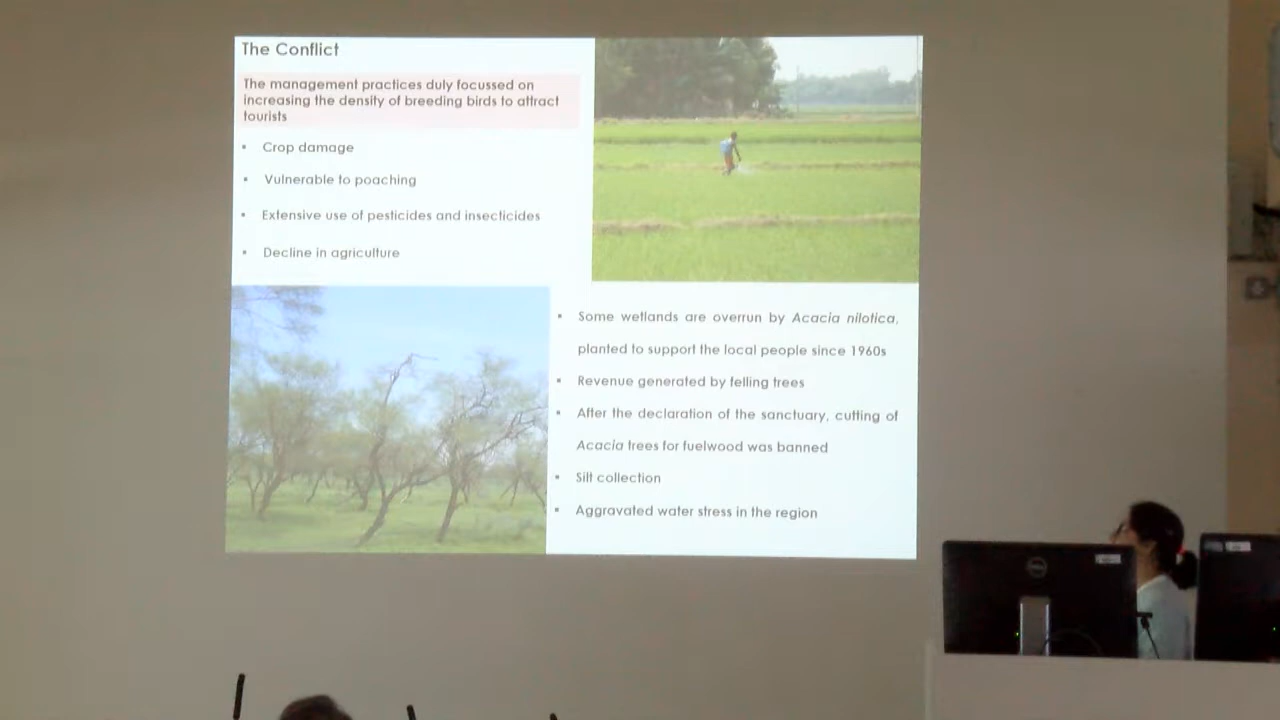 The Conflict
The management practices duly focussed on
increasing the density of breeding birds to attract
tourists
Crop damage
Vulnerable to poaching
Extensive use of pesticides and insecticides
Decline in agriculture
Some wetlands are overrun by Acacia nilotica,
planted to support the local people since 1960s
Revenue generated by felling trees
After the declaration of the sanctuary, cutting of
Acacia trees for fuelwood was banned
Silt collection
Aggravated water stress in the region
DELL